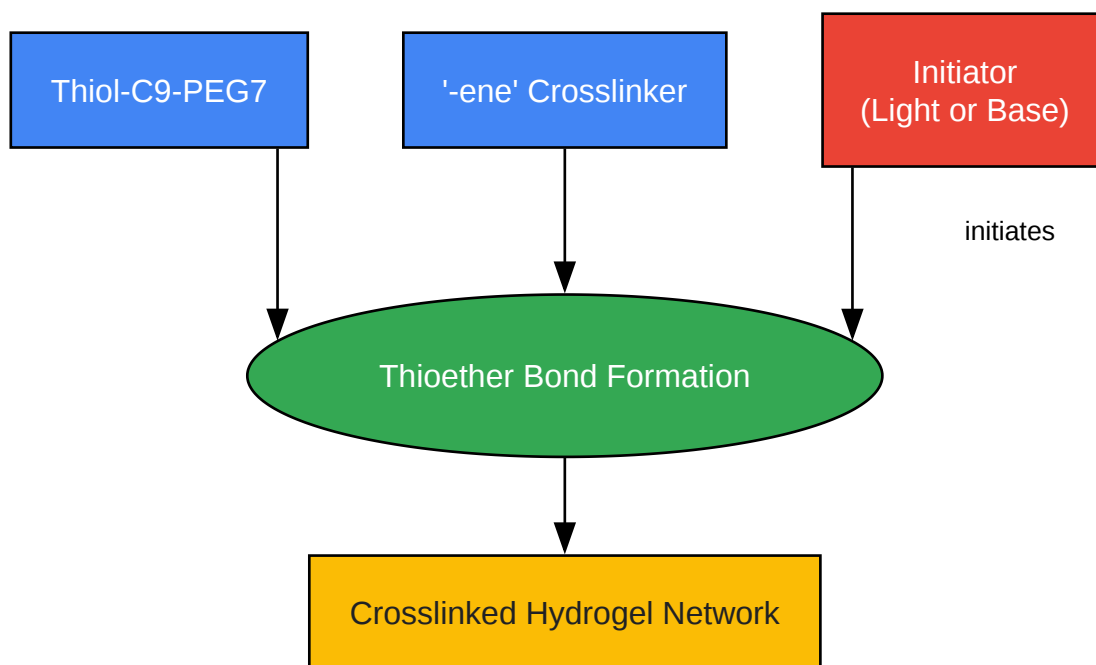 Thiol-C9-PEG7
'-ene' Crosslinker
Initiator
(Light or Base)
initiates
Thioether Bond Formation
Crosslinked Hydrogel Network